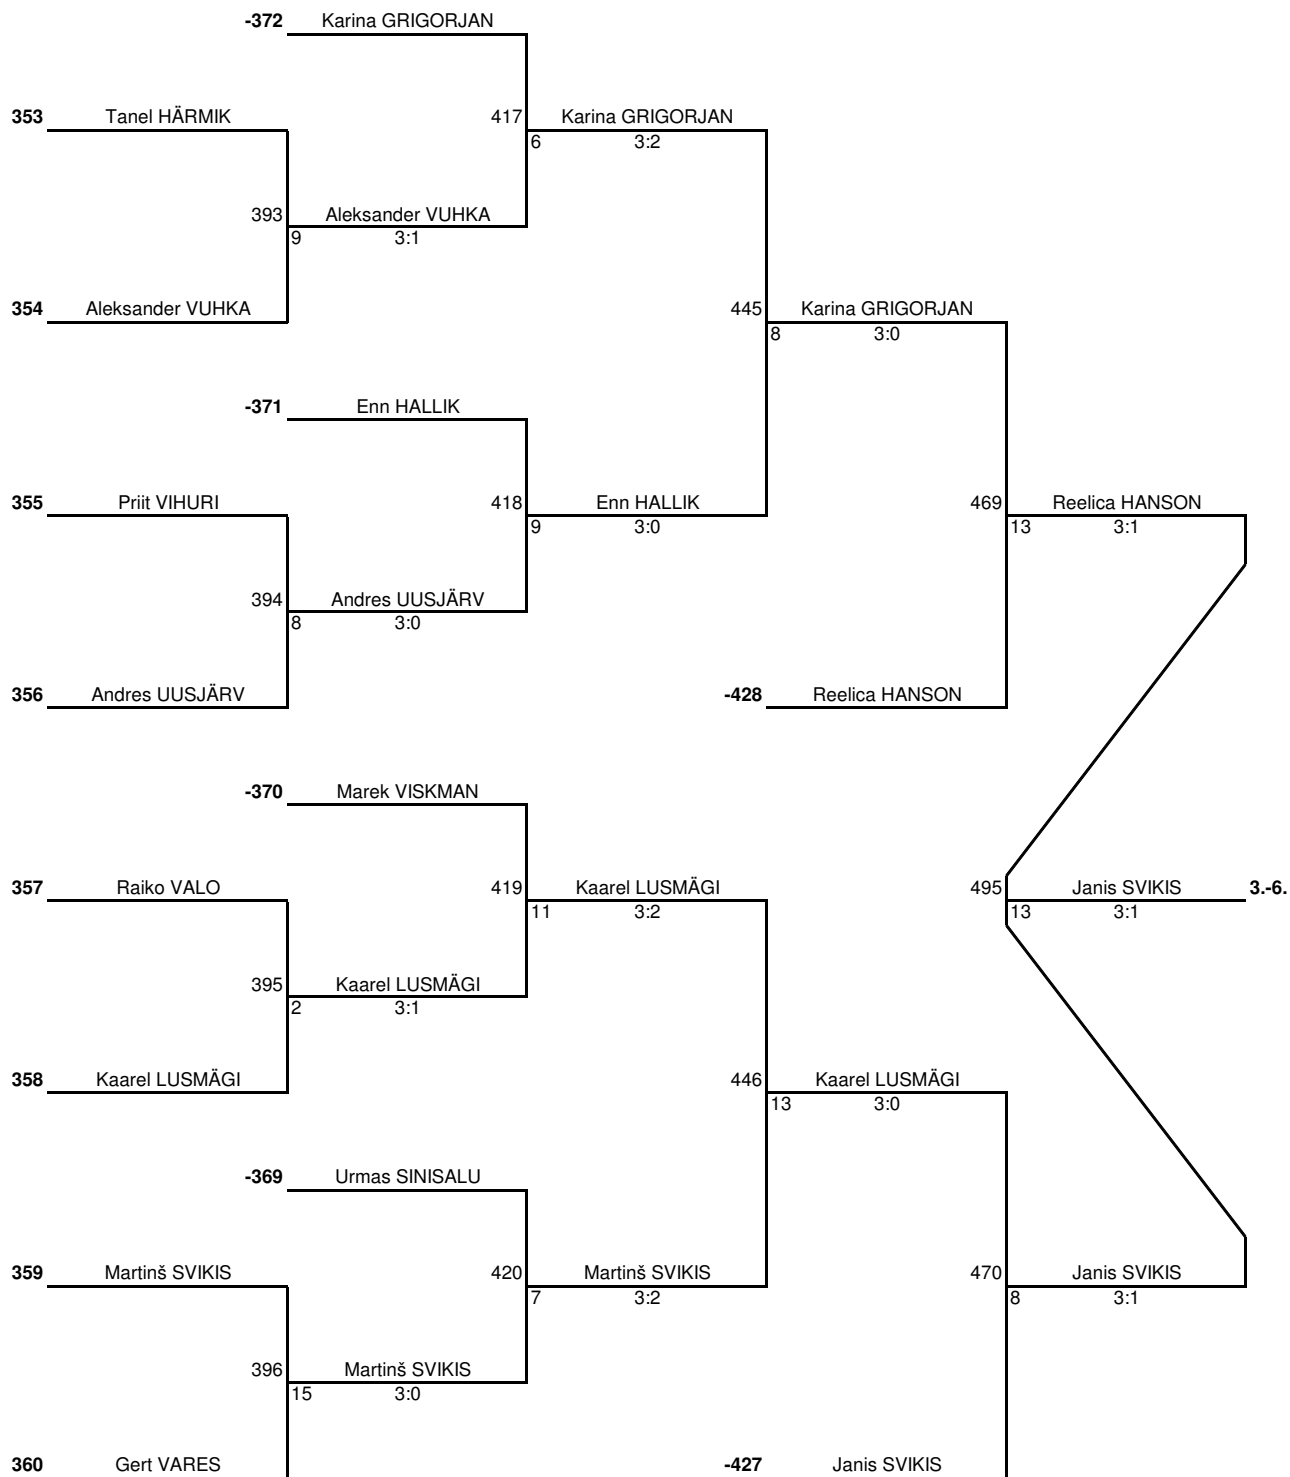 -372 Karina GRIGORJAN
353 Tanel HÄRMIK 417 Karina GRIGORJAN
6 3:2
393 Aleksander VUHKA
9 3:1
354 Aleksander VUHKA 445 Karina GRIGORJAN
8 3:0
-371 Enn HALLIK
355 Priit VIHURI 418 Enn HALLIK 469 Reelica HANSON
9 3:0 13 3:1
394 Andres UUSJÄRV
8 3:0
356 Andres UUSJÄRV -428 Reelica HANSON
-370 Marek VISKMAN
357 Raiko VALO 419 Kaarel LUSMÄGI 495 Janis SVIKIS 3.-6.
11 3:2 13 3:1
395 Kaarel LUSMÄGI
2 3:1
358 Kaarel LUSMÄGI 446 Kaarel LUSMÄGI
13 3:0
-369 Urmas SINISALU
359 Martinš SVIKIS 420 Martinš SVIKIS 470 Janis SVIKIS
7 3:2 8 3:1
396 Martinš SVIKIS
15 3:0
360 Gert VARES -427 Janis SVIKIS